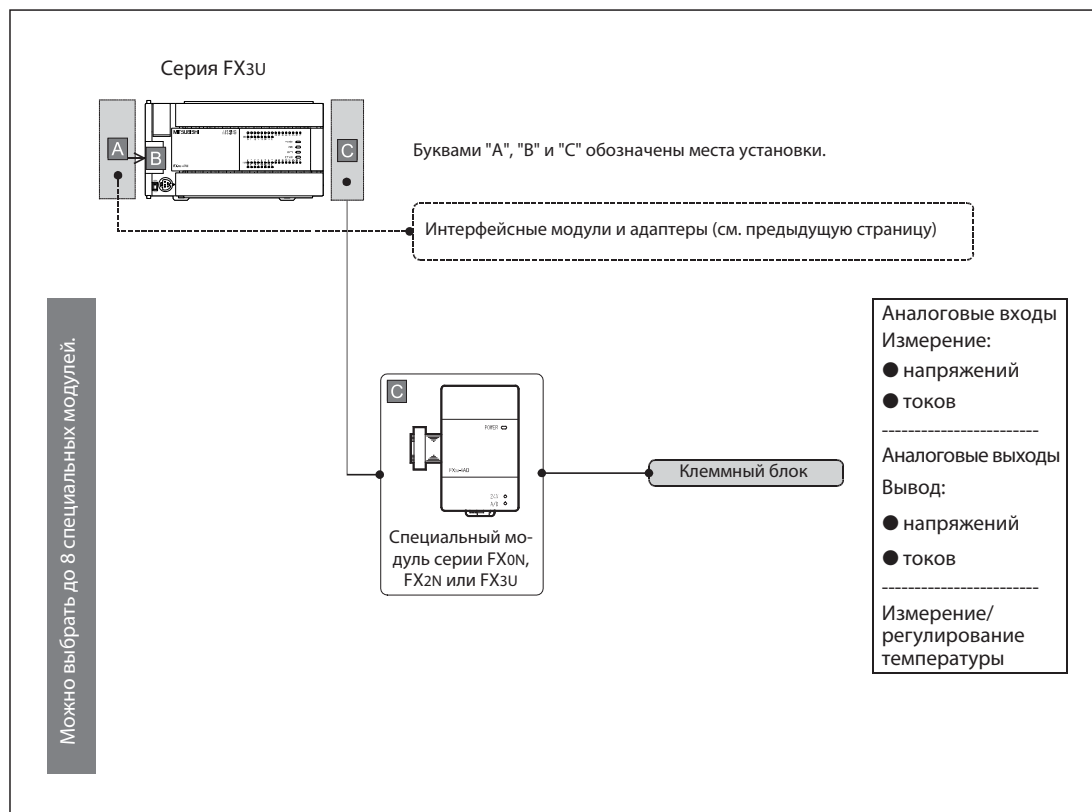 Серия FX3U
MITSUBISHI
A
B
C
Буквами "A", "B" и "C" обозначены места установки.
Интерфейсные модули и адаптеры (см. предыдущую страницу)
Можно выбрать до 8 специальных модулей.
C
POWER
24V
A/D
Специальный мо-
дуль серии FX0N,
FX2N или FX3U
Клеммный блок
Аналоговые входы
Измерение:
● напряжений
● токов
------------------------
Аналоговые выходы
Вывод:
● напряжений
● токов
------------------------
Измерение/
регулирование
температуры